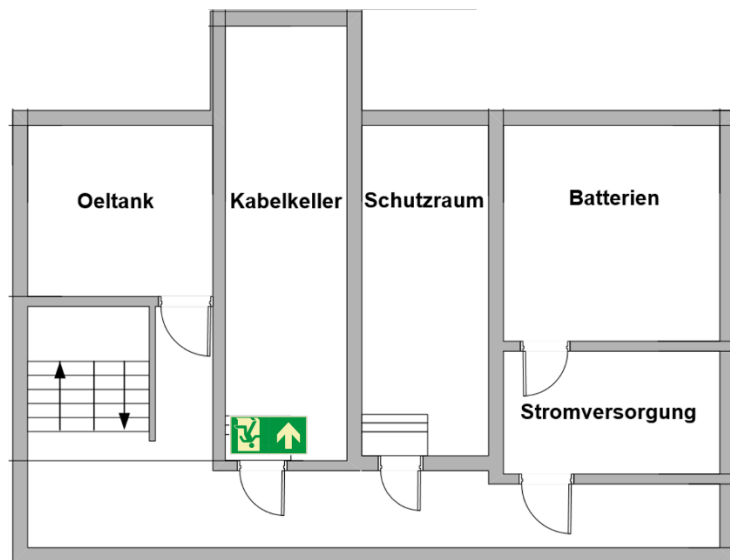 Oeltank
Kabelkeller
Schutzraum
Batterien
Stromversorgung